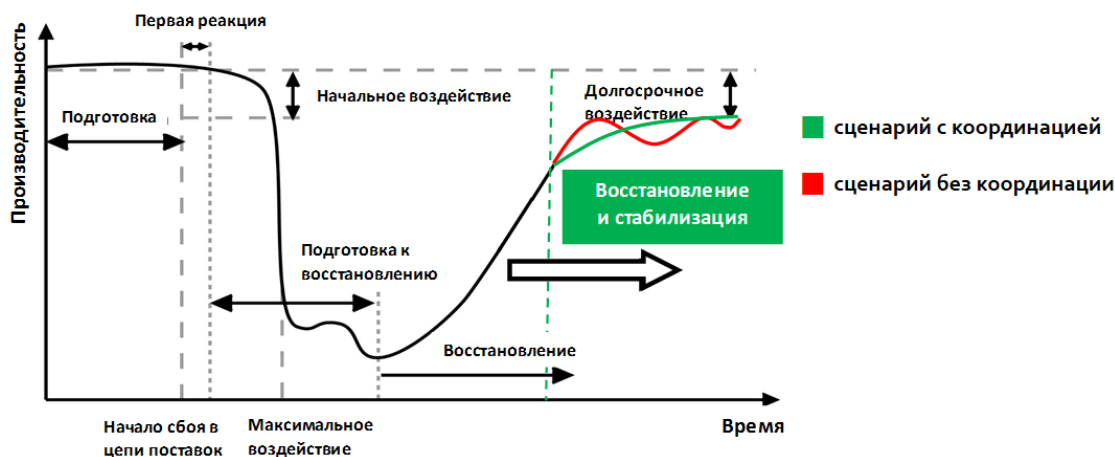 Первая реакция
Производительность
Подготовка
Начальное воздействие
Долгосрочное
воздействие
сценарий с координацией
сценарий без координации
Восстановление
и стабилизация
Подготовка к
восстановлению
Восстановление
Время
Начало сбоя в
цепи поставок
Максимальное
воздействие